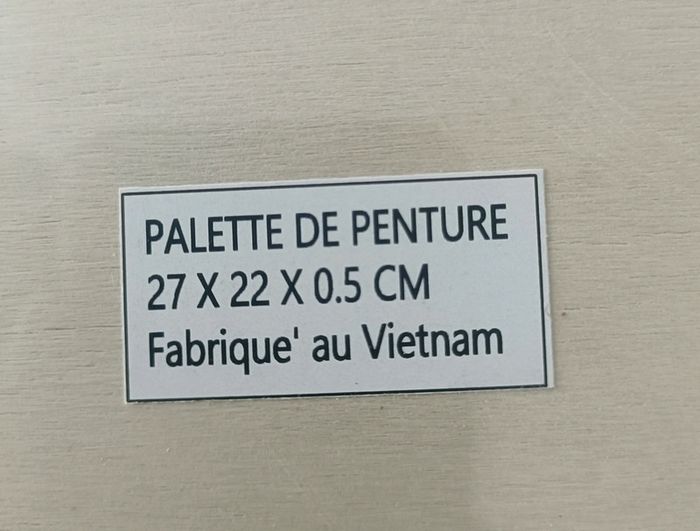 PALETTE DE PENTURE
27 X 22 X 0.5 CM
Fabrique' au Vietnam